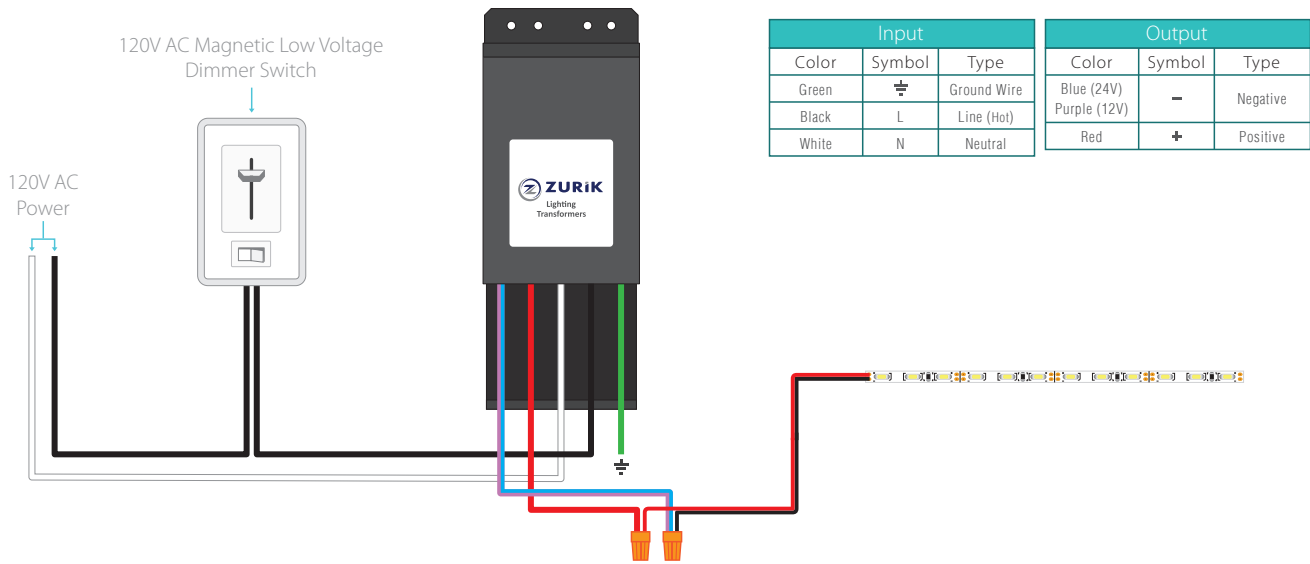 120V AC Magnetic Low Voltage
Dimmer Switch
120V AC
Power
ZURiK
Lighting
Transformers
Input
Color Symbol Type
Green Ground Wire
Black L Line (Hot)
White N Neutral
Output
Color Symbol Type
Blue (24V)
Purple (12V) - Negative
Red + Positive